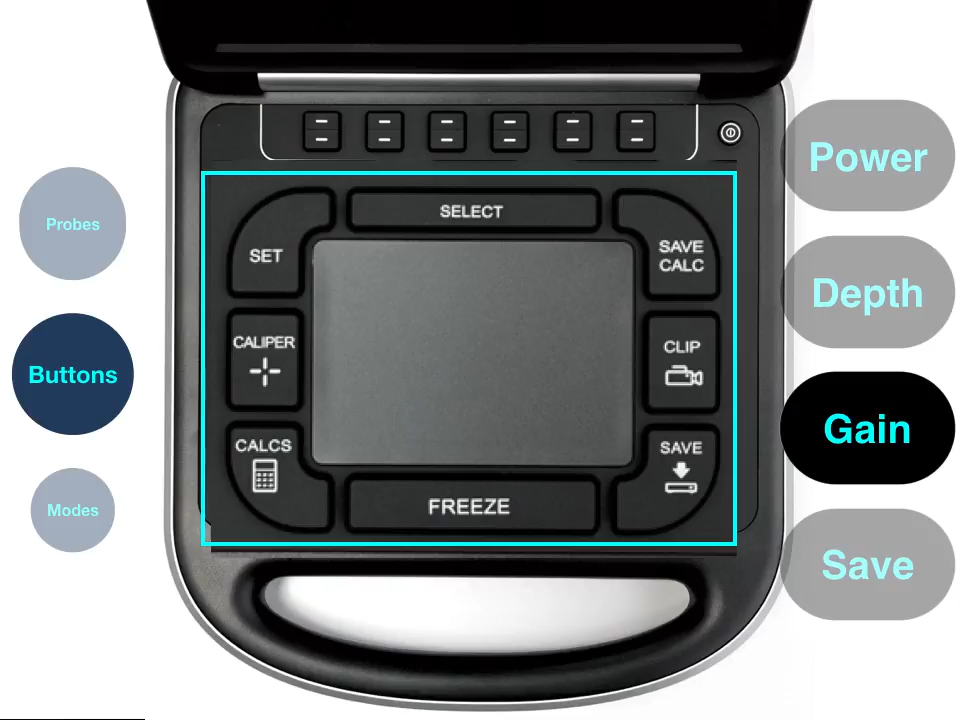 Probes
Buttons
Modes
SELECT
SET
SAVE
CALC
CALIPER
CLIP
CALCS
SAVE
FREEZE
Power
Depth
Gain
Save